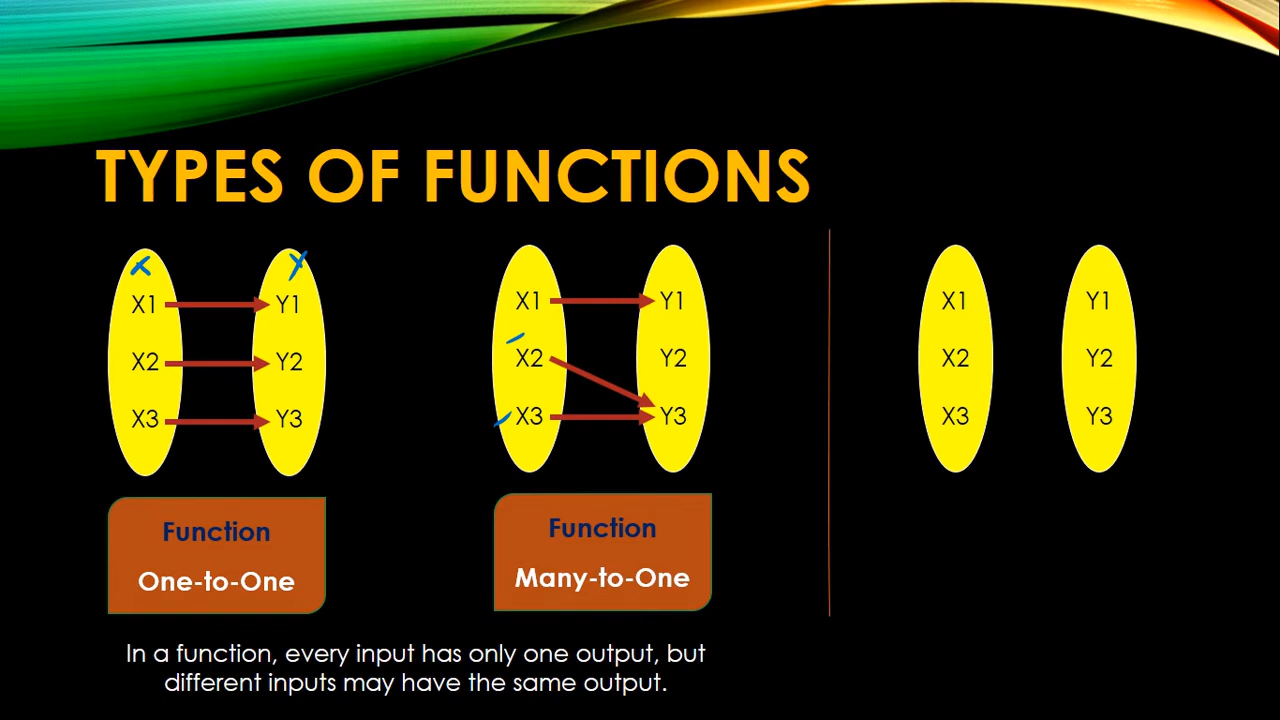 TYPES OF FUNCTIONS
x y
X1 Y1
X2 Y2
X3 Y3
Function
One-to-One
X1 Y1
X2 Y2
X3 Y3
Function
Many-to-One
X1 Y1
X2 Y2
X3 Y3
In a function, every input has only one output, but
different inputs may have the same output.